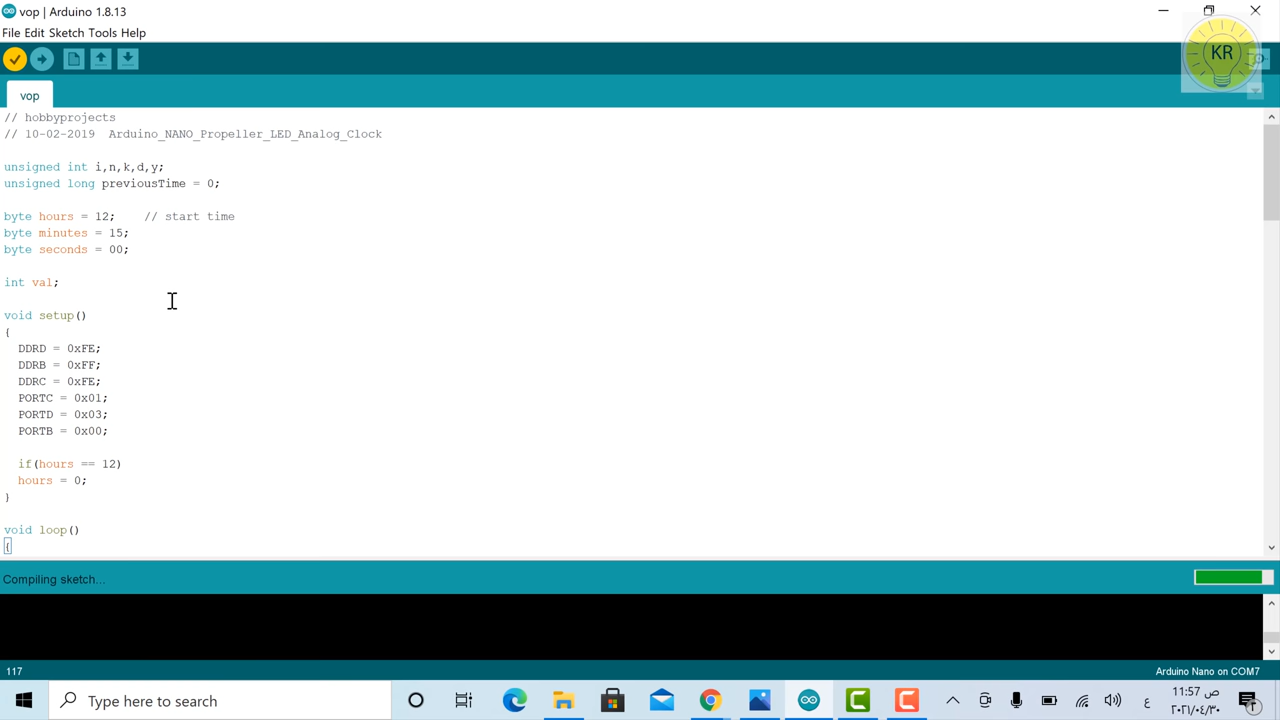 vop | Arduino 1.8.13
File Edit Sketch Tools Help
KR
vop
// hobbyprojects
// 10-02-2019  Arduino_NANO_Propeller_LED_Analog_Clock
unsigned int i,n,k,d,y;
unsigned long previousTime = 0;
byte hours = 12;    // start time
byte minutes = 15;
byte seconds = 00;
int val;
void setup()
{
DDRD = 0xFE;
DDRB = 0xFF;
DDRC = 0xFE;
PORTC = 0x01;
PORTD = 0x03;
PORTB = 0x00;
if(hours == 12)
hours = 0;
}
void loop()
{
Compiling sketch...
117
Arduino Nano on COM7
Type here to search
ع
11:57 ص
٢٠٢١/٠٤/٣٠